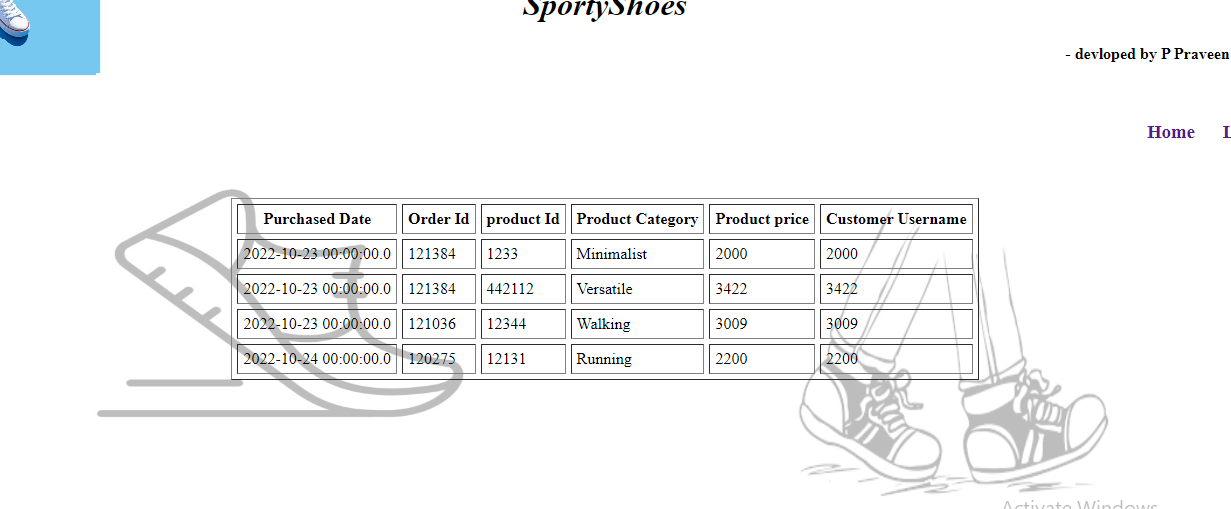 SportyShoes
- devloped by P Praveen
Home L
Purchased Date Order Id product Id Product Category Product price Customer Username
2022-10-23 00:00:00.0 121384 1233 Minimalist 2000 2000
2022-10-23 00:00:00.0 121384 442112 Versatile 3422 3422
2022-10-23 00:00:00.0 121036 12344 Walking 3009 3009
2022-10-24 00:00:00.0 120275 12131 Running 2200 2200
Activate Windows